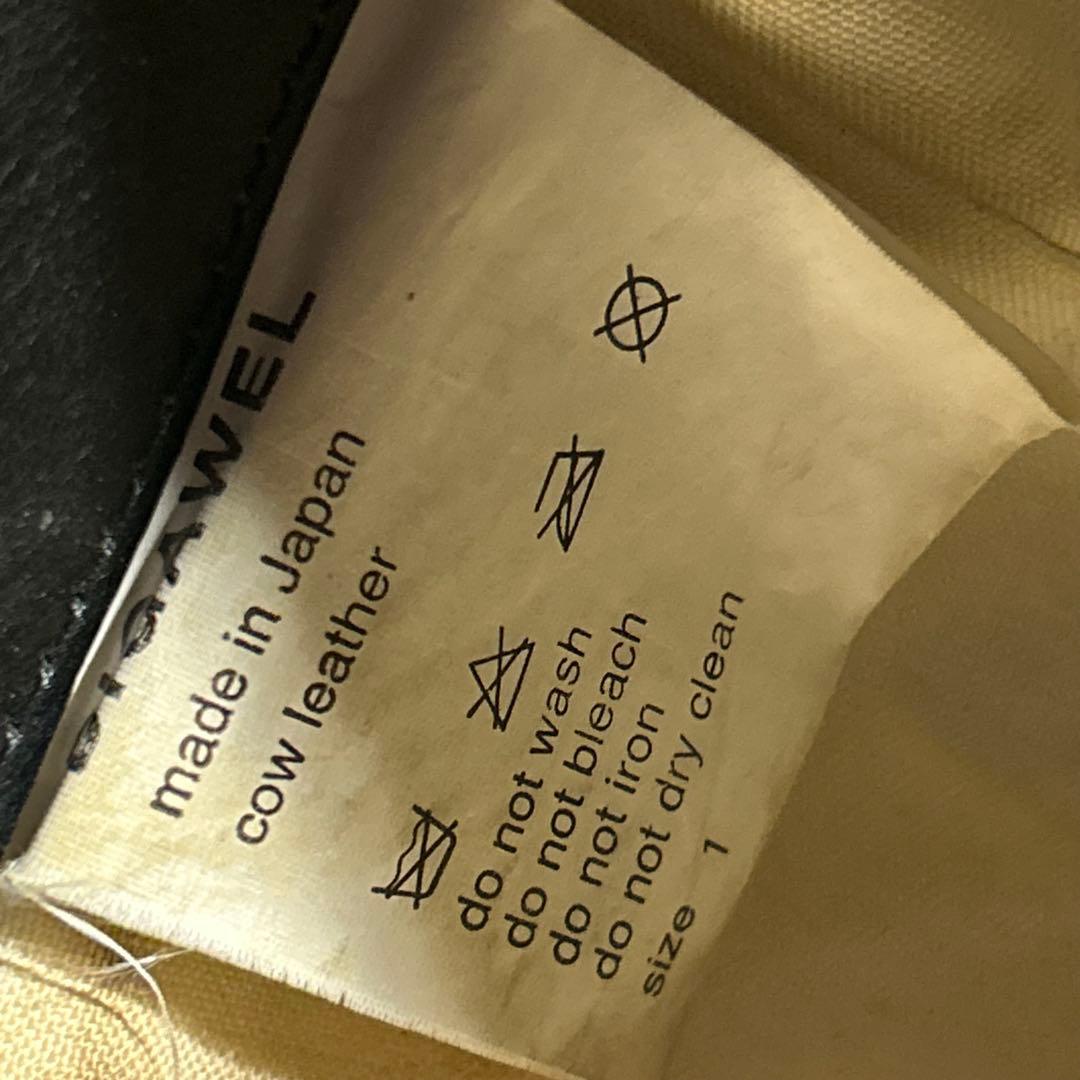 made in Japan
cow leather
do not wash
do not bleach
do not iron
do not dry clean
size 1